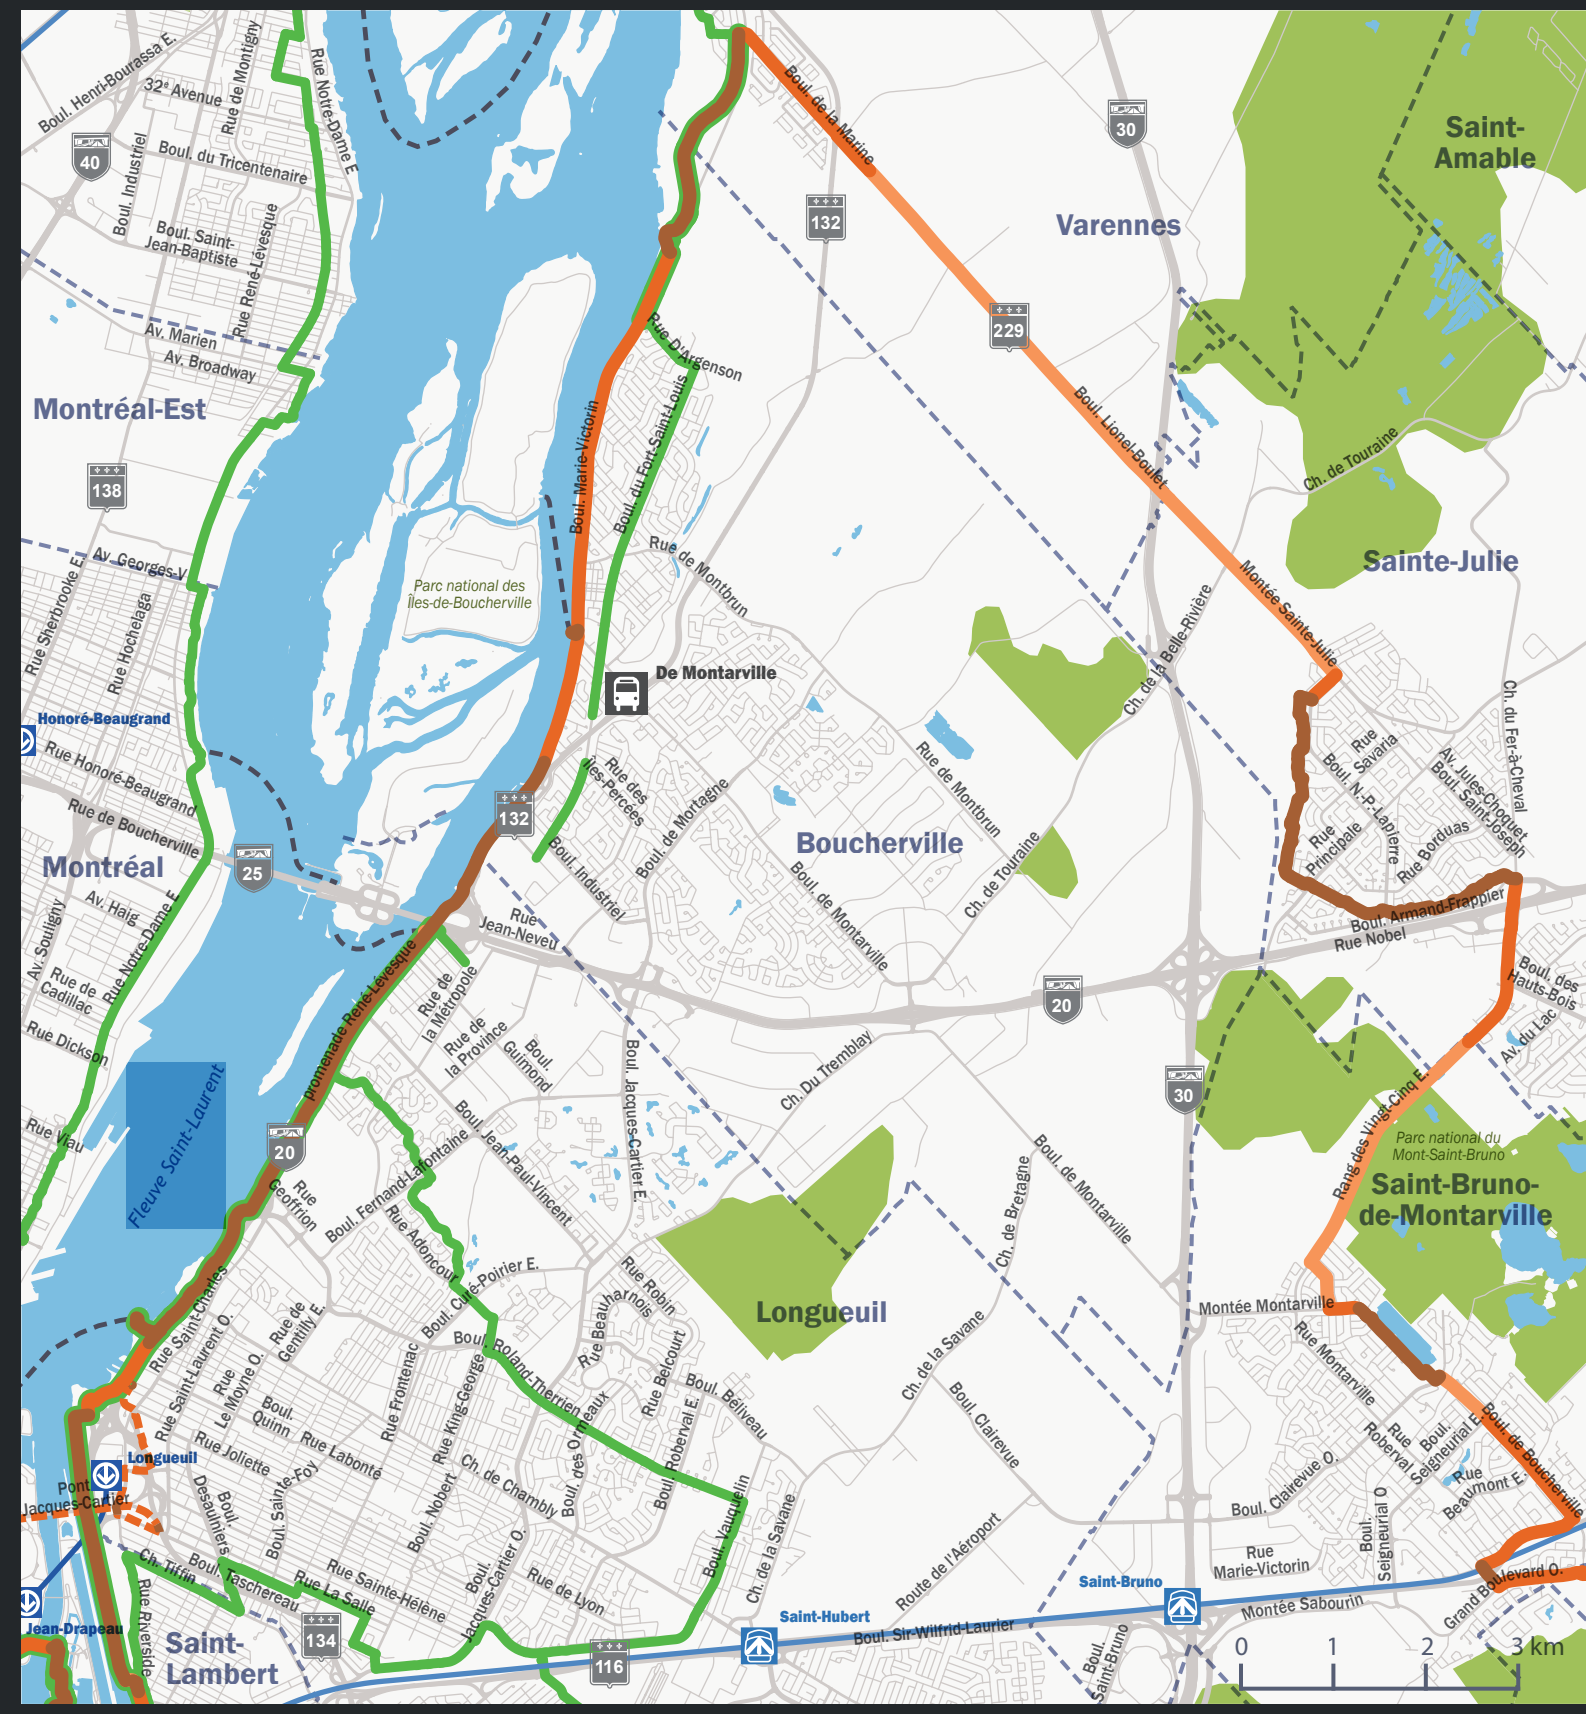 Boul. Henri-Bourassa E.
32e Avenue
Rue de Montigny
Rue Notre-Dame E
40
Boul. Industriel
Boul. du Tricentenaire
Boul. Saint-
Jean-Baptiste
Rue René-Lévesque
Av. Marien
Av. Broadway
Montréal-Est
138
Av. Georges-V
Rue Sherbrooke E.
Rue Hochelaga
Honoré-Beaugrand
Rue Honoré-Beaugrand
Rue de Boucherville
Montréal
25
Av. Haig
Av. Souligny
Rue Notre-Dame E
Rue de
Cadillac
Rue Dickson
Rue Viau
Fleuve Saint-Laurent
Boul. de la Marine
30
Saint-
Amable
132
Varennes
229
Rue D'Argenson
Boul. Marie-Victorin
Boul. du Fort-Saint-Louis
Boul. Lionel-Boulet
Ch. de Touraine
Parc national des
Îles-de-Boucherville
Rue de Montbrun
Sainte-Julie
Montée Sainte-Julie
Ch. de la Belle-Rivière
De Montarville
Ch. du Fer-à-Cheval
Rue
Savaria
Boul. N.-P.-Lapierre
Av. Jules-Choquet
Boul. Saint-Joseph
Rue
Principale
Rue Borduas
Rue des
Îles-Percées
Boul. de Mortagne
Rue de Montbrun
132
Boucherville
Boul. Industriel
Boul. de Montarville
Ch. de Touraine
Boul. Armand-Frappier
Rue Nobel
Rue
Jean-Neveu
promenade René-Lévesque
Rue de
la Métropole
Rue de
la Province
Boul.
Guimond
20
Boul. des
Hauts-Bois
Av. du Lac
Boul. Jacques-Cartier E.
Ch. Du Tremblay
30
Rang des Vingt-Cinq E.
Parc national du
Mont-Saint-Bruno
Saint-Bruno-
de-Montarville
20
Boul. Jean-Paul-Vincent
Boul. Fernand-Lafontaine
Rue
Geoffrion
Rue Adoncour
Boul. Curé-Poirier E.
Ch. de Bretagne
Boul. de Montarville
Rue Saint-Charles
Rue Saint-Laurent O.
Rue de
Gentilly E.
Rue
Le Moyne O.
Boul.
Quinn
Rue Joliette
Rue Labonté
Boul. Sainte-Foy
Boul.
Desaulniers
Rue Frontenac
Rue King-George
Boul. Roland-Therrien
Rue Beauharnois
Rue Robin
Rue Belcourt
Longueuil
Boul. Béliveau
Boul. Roberval E.
Boul. des Ormeaux
Ch. de Chambly
Boul. Nobert
Ch. de la Savane
Boul. Clairevue
Montée Montarville
Rue Montarville
Rue
Roberval
Boul.
Seigneurial E.
Boul. de Boucherville
Rue
Beaumont E.
Boul. Clairevue O.
Boul.
Seigneurial O
Rue
Marie-Victorin
Longueuil
Pont
Jacques-Cartier
Ch. Tiffin
Boul. Taschereau
Rue La Salle
Rue Sainte-Hélène
Boul.
Jacques-Cartier O.
Rue de Lyon
Boul. Vauquelin
Ch. de la Savane
Route de l'Aéroport
Saint-Bruno
Saint-Hubert
Boul. Sir-Wilfrid-Laurier
Montée Sabourin
Grand Boulevard O.
Boul.
Saint-Bruno
Jean-Drapeau
Rue Riverside
Saint-
Lambert
134
116
0 1 2 3 km